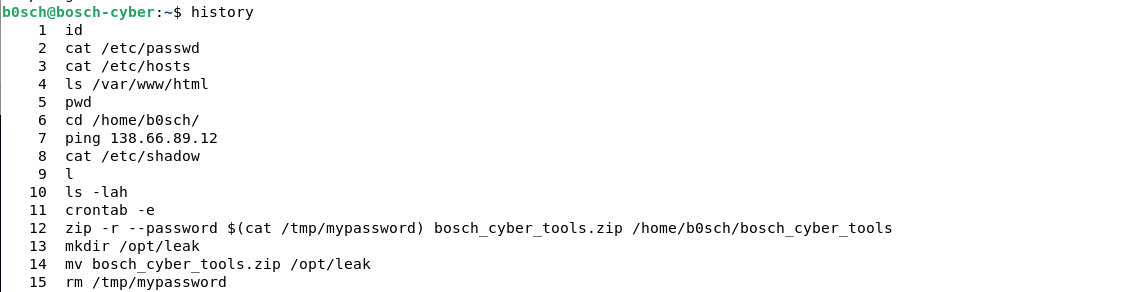 b0sch@bosch-cyber:~$ history
1 id
2 cat /etc/passwd
3 cat /etc/hosts
4 ls /var/www/html
5 pwd
6 cd /home/b0sch/
7 ping 138.66.89.12
8 cat /etc/shadow
9 l
10 ls -lah
11 crontab -e
12 zip -r --password $(cat /tmp/mypassword) bosch_cyber_tools.zip /home/b0sch/bosch_cyber_tools
13 mkdir /opt/leak
14 mv bosch_cyber_tools.zip /opt/leak
15 rm /tmp/mypassword